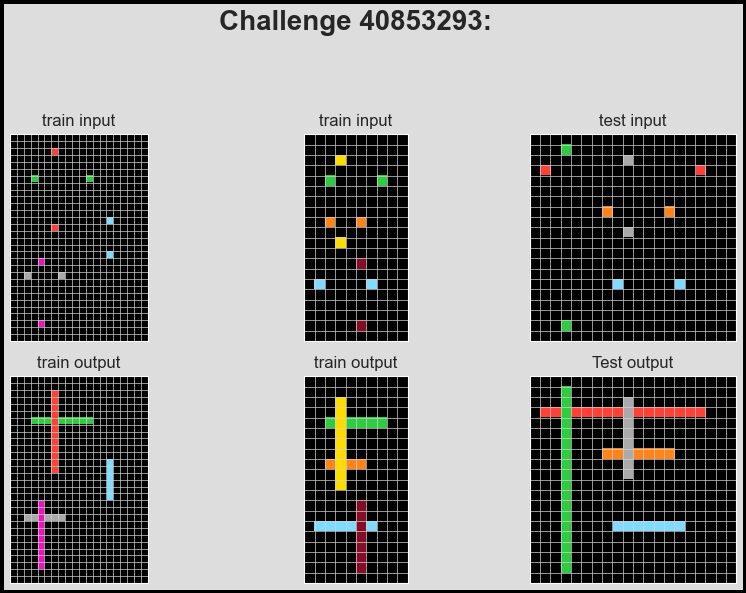 Challenge 40853293:
train input
train input
test input
train output
train output
Test output